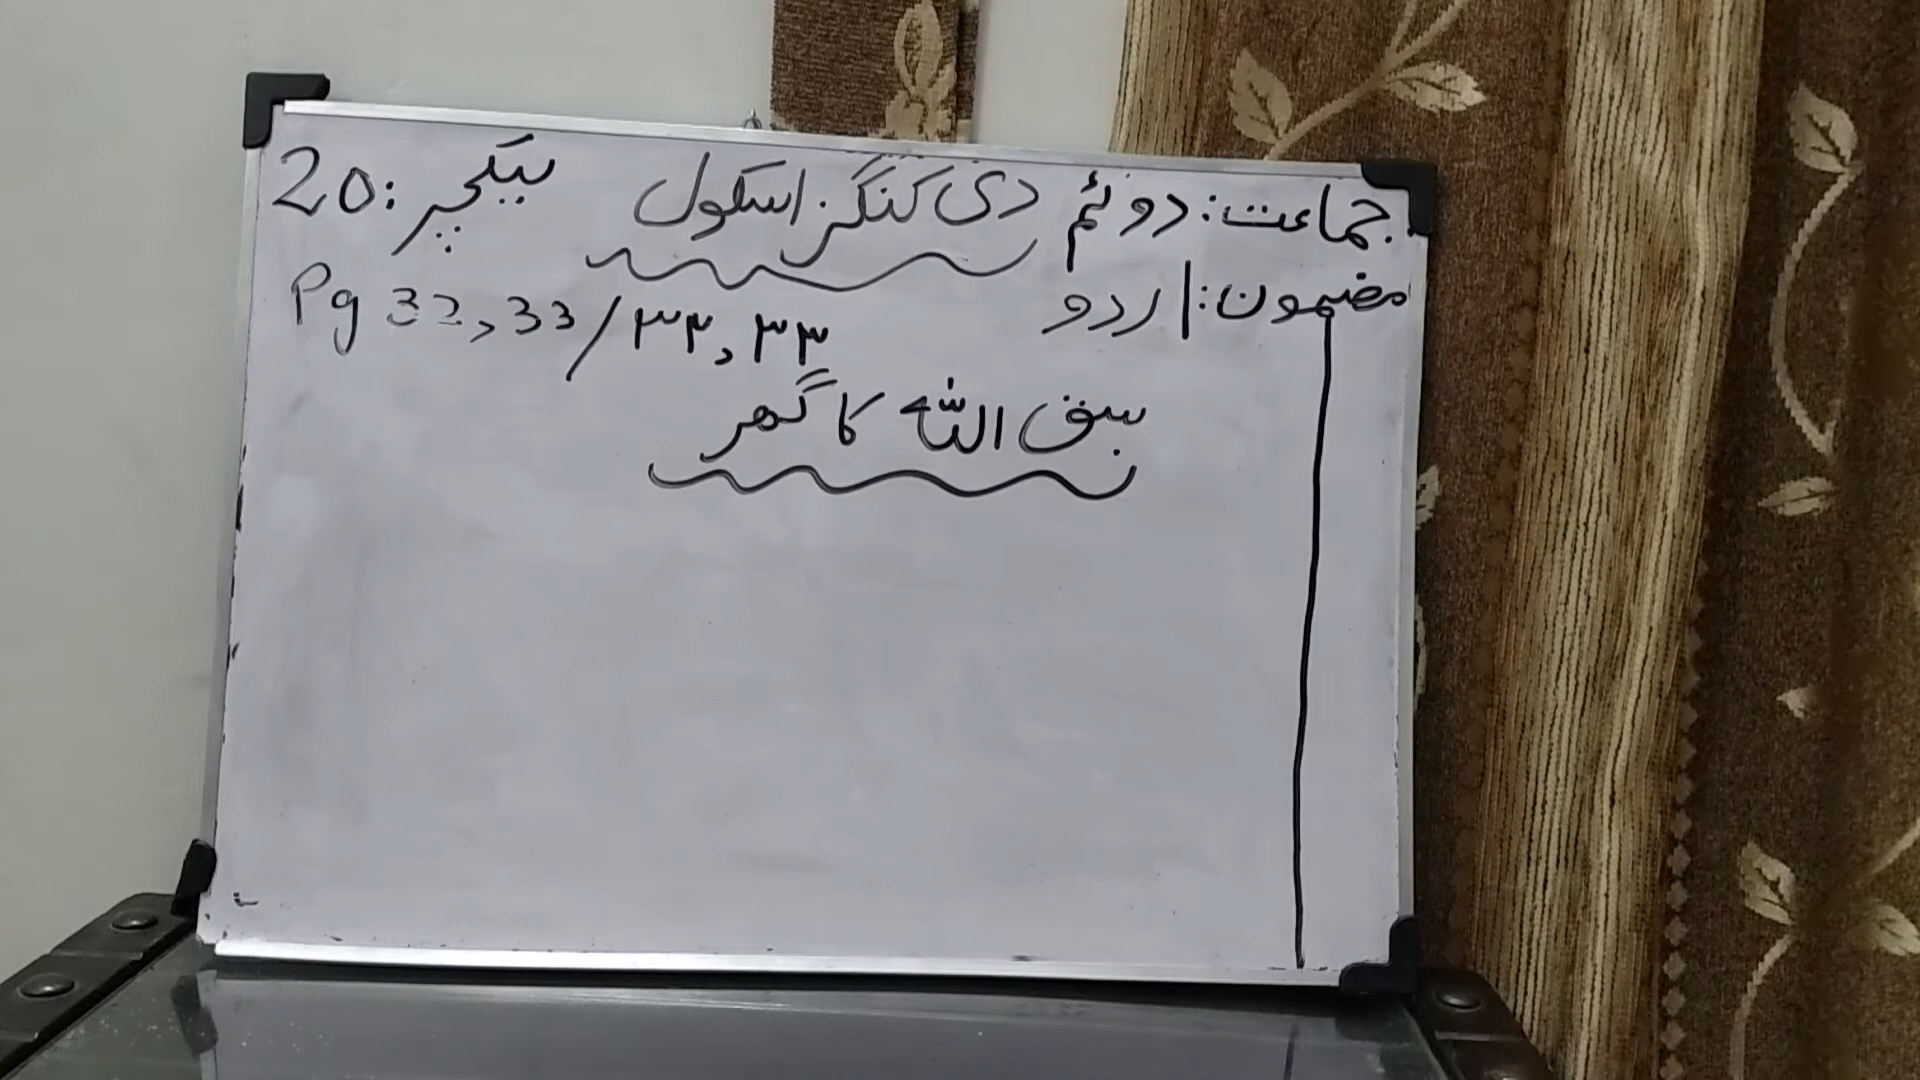 جماعت: دوئم دی کنگز اسکول لیکچر: 20
مضمون: اردو
Pg 32, 33 / ۳۲, ۳۳
سبق اللہ کا گھر